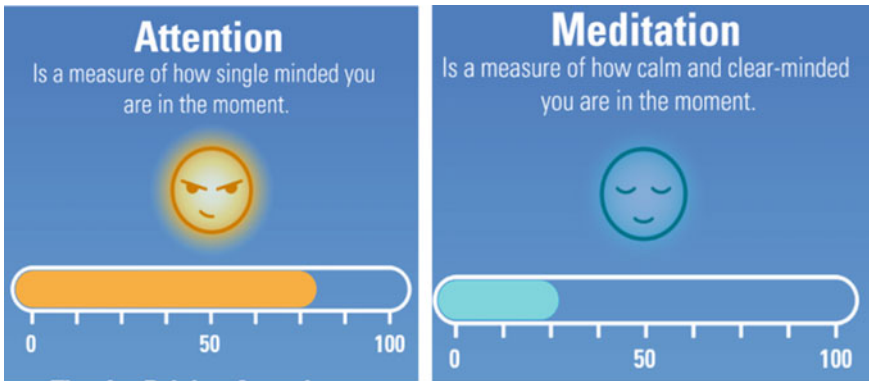 Attention
Is a measure of how single minded you
are in the moment.
0 50 100
Meditation
Is a measure of how calm and clear-minded
you are in the moment.
0 50 100